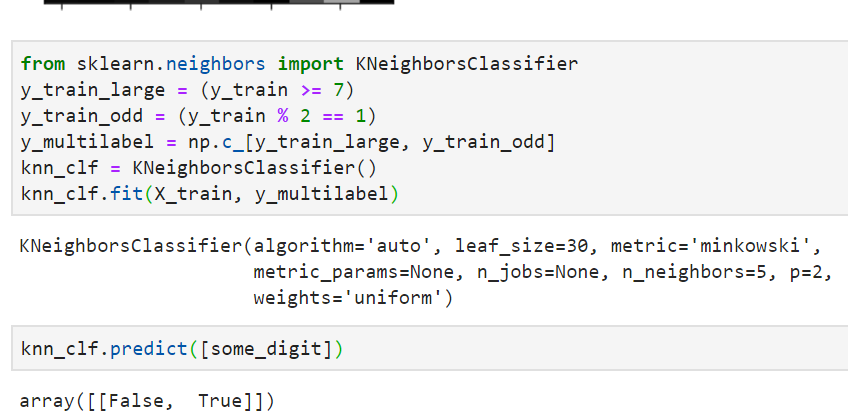 from sklearn.neighbors import KNeighborsClassifier
y_train_large = (y_train >= 7)
y_train_odd = (y_train % 2 == 1)
y_multilabel = np.c_[y_train_large, y_train_odd]
knn_clf = KNeighborsClassifier()
knn_clf.fit(X_train, y_multilabel)
KNeighborsClassifier(algorithm='auto', leaf_size=30, metric='minkowski',
                     metric_params=None, n_jobs=None, n_neighbors=5, p=2,
                     weights='uniform')
knn_clf.predict([some_digit])
array([[False,  True]])